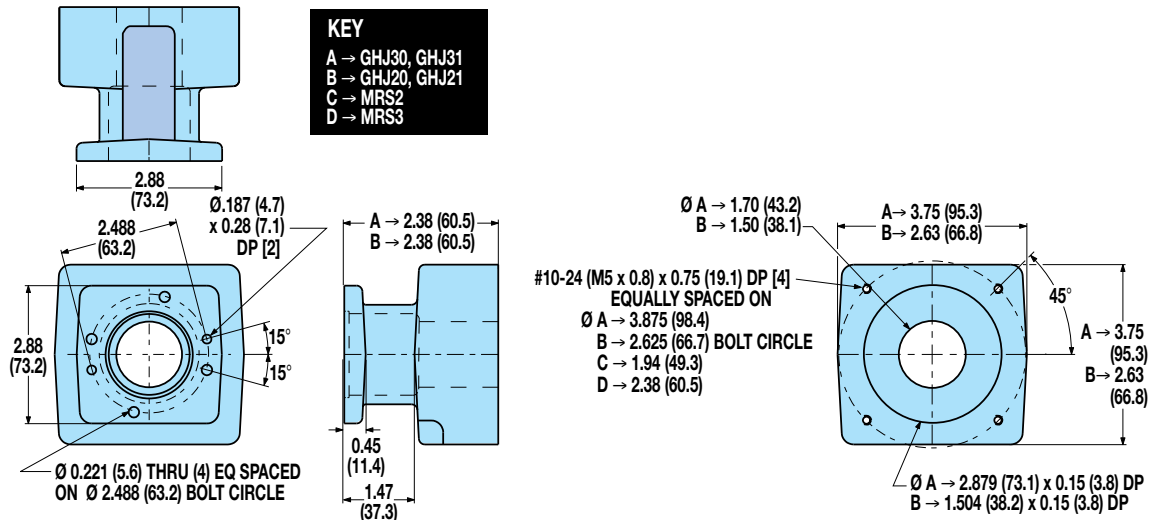 KEY
A → GHJ30, GHJ31
B → GHJ20, GHJ21
C → MRS2
D → MRS3
2.88
(73.2)
2.488
(63.2)
Ø.187 (4.7)
x 0.28 (7.1)
DP [2]
2.88
(73.2)
15°
15°
Ø 0.221 (5.6) THRU (4) EQ SPACED
ON Ø 2.488 (63.2) BOLT CIRCLE
A → 2.38 (60.5)
B → 2.38 (60.5)
0.45
(11.4)
1.47
(37.3)
Ø A → 1.70 (43.2)
B → 1.50 (38.1)
A→ 3.75 (95.3)
B→ 2.63 (66.8)
#10-24 (M5 x 0.8) x 0.75 (19.1) DP [4]
EQUALLY SPACED ON
Ø A → 3.875 (98.4)
B → 2.625 (66.7) BOLT CIRCLE
C → 1.94 (49.3)
D → 2.38 (60.5)
45°
A → 3.75
(95.3)
B→ 2.63
(66.8)
Ø A → 2.879 (73.1) x 0.15 (3.8) DP
B → 1.504 (38.2) x 0.15 (3.8) DP